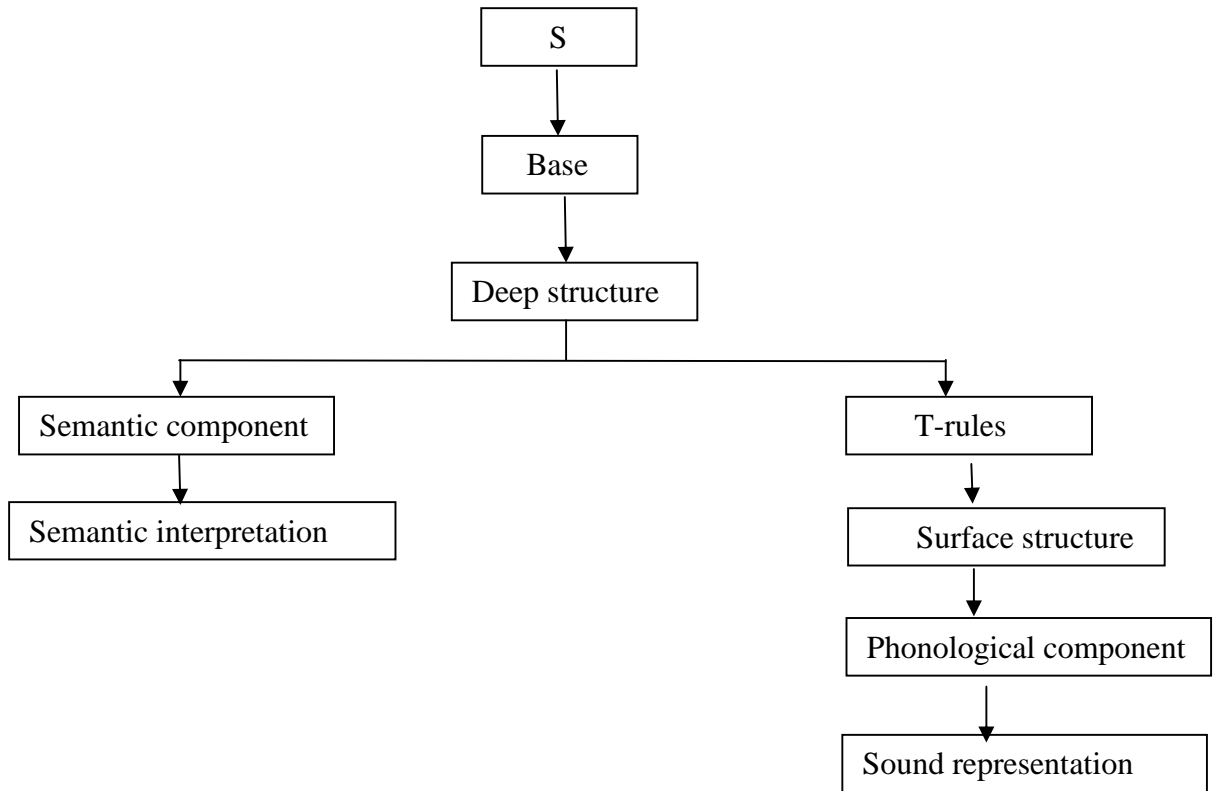 S
Base
Deep structure
Semantic component
T-rules
Semantic interpretation
Surface structure
Phonological component
Sound representation